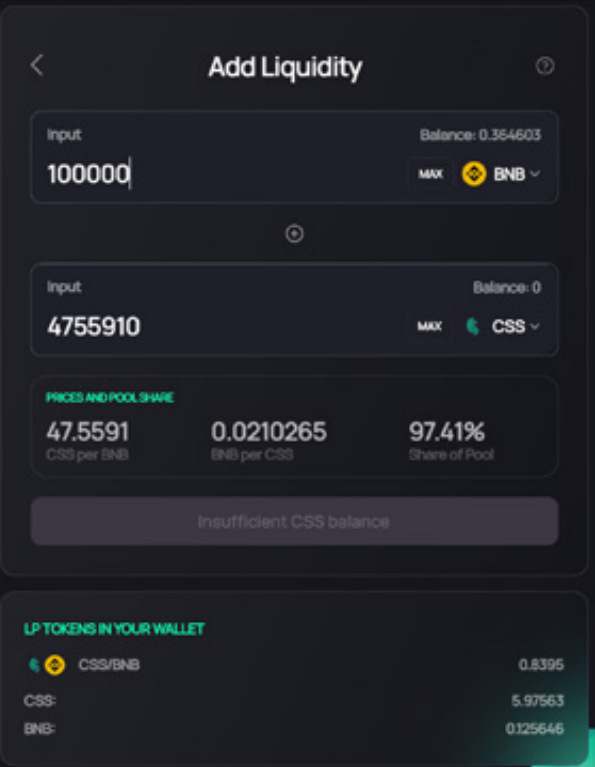 Add Liquidity
?
Input Balance: 0.364603
100000 MAX BNB
Input Balance: 0
4755910 MAX CSS
PRICES AND POOL SHARE
47.5591 0.0210265 97.41%
CSS per BNB BNB per CSS Share of Pool
Insufficient CSS balance
LP TOKENS IN YOUR WALLET
CSS/BNB 0.8395
CSS: 5.97563
BNB: 0.125646